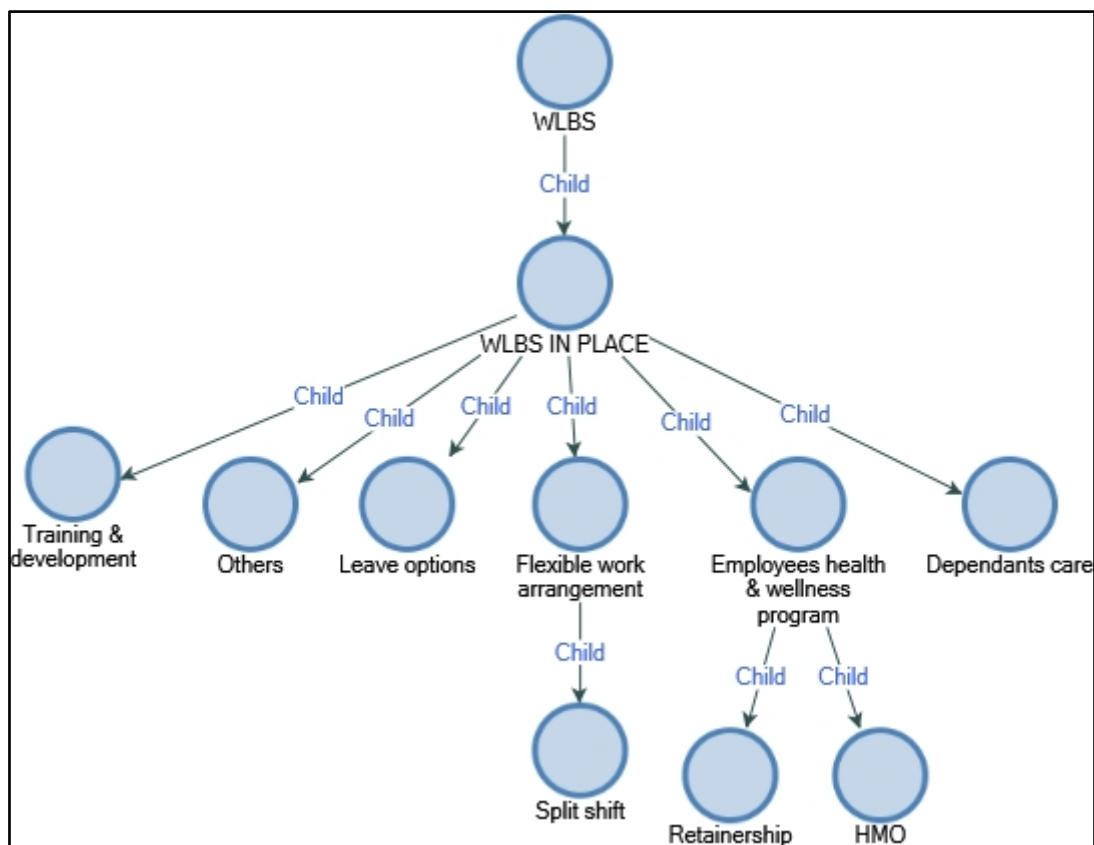 WLBS
Child
WLBS IN PLACE
Child
Child
Child
Child
Child
Child
Training &
development
Others
Leave options
Flexible work
arrangement
Employees health
& wellness
program
Dependants care
Child
Child
Child
Split shift
Retainership
HMO